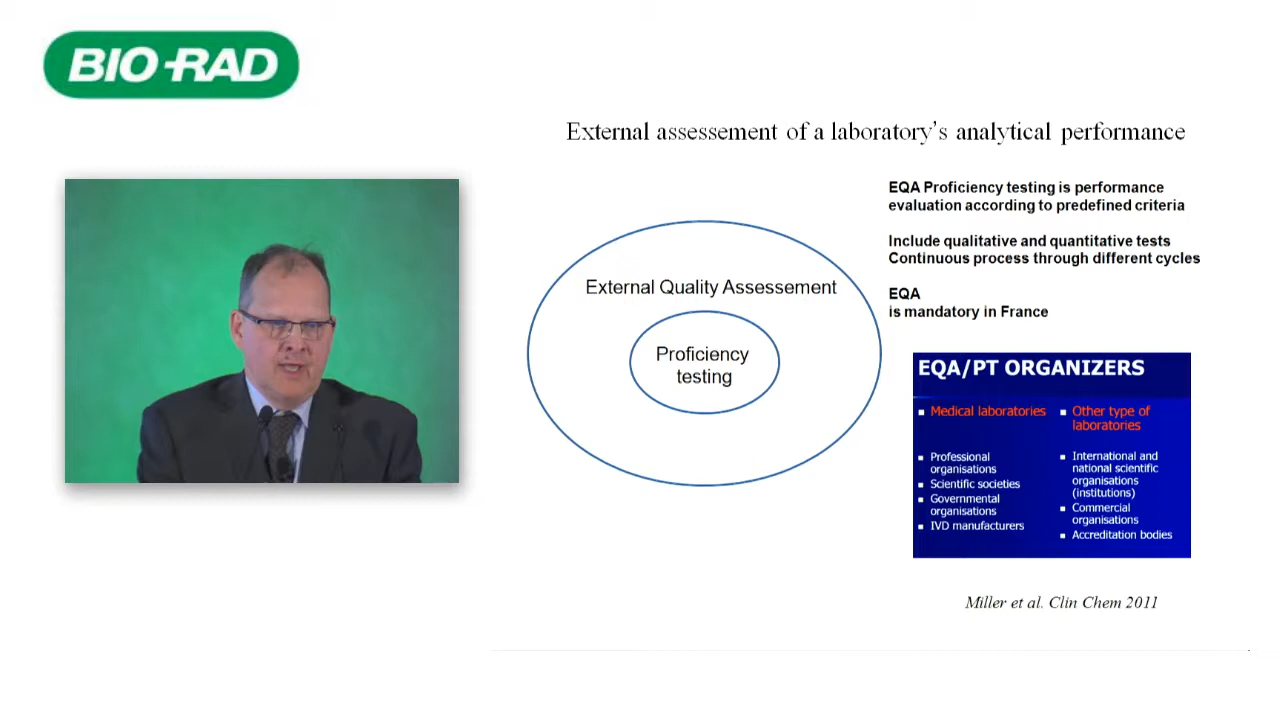 BIO-RAD
External assessement of a laboratory's analytical performance
EQA Proficiency testing is performance
evaluation according to predefined criteria
Include qualitative and quantitative tests
Continuous process through different cycles
EQA
is mandatory in France
External Quality Assessement
Proficiency
testing
EQA/PT ORGANIZERS
▪ Medical laboratories
▪ Professional
organisations
▪ Scientific societies
▪ Governmental
organisations
▪ IVD manufacturers
▪ Other type of
laboratories
▪ International and
national scientific
organisations
(institutions)
▪ Commercial
organisations
▪ Accreditation bodies
Miller et al. Clin Chem 2011